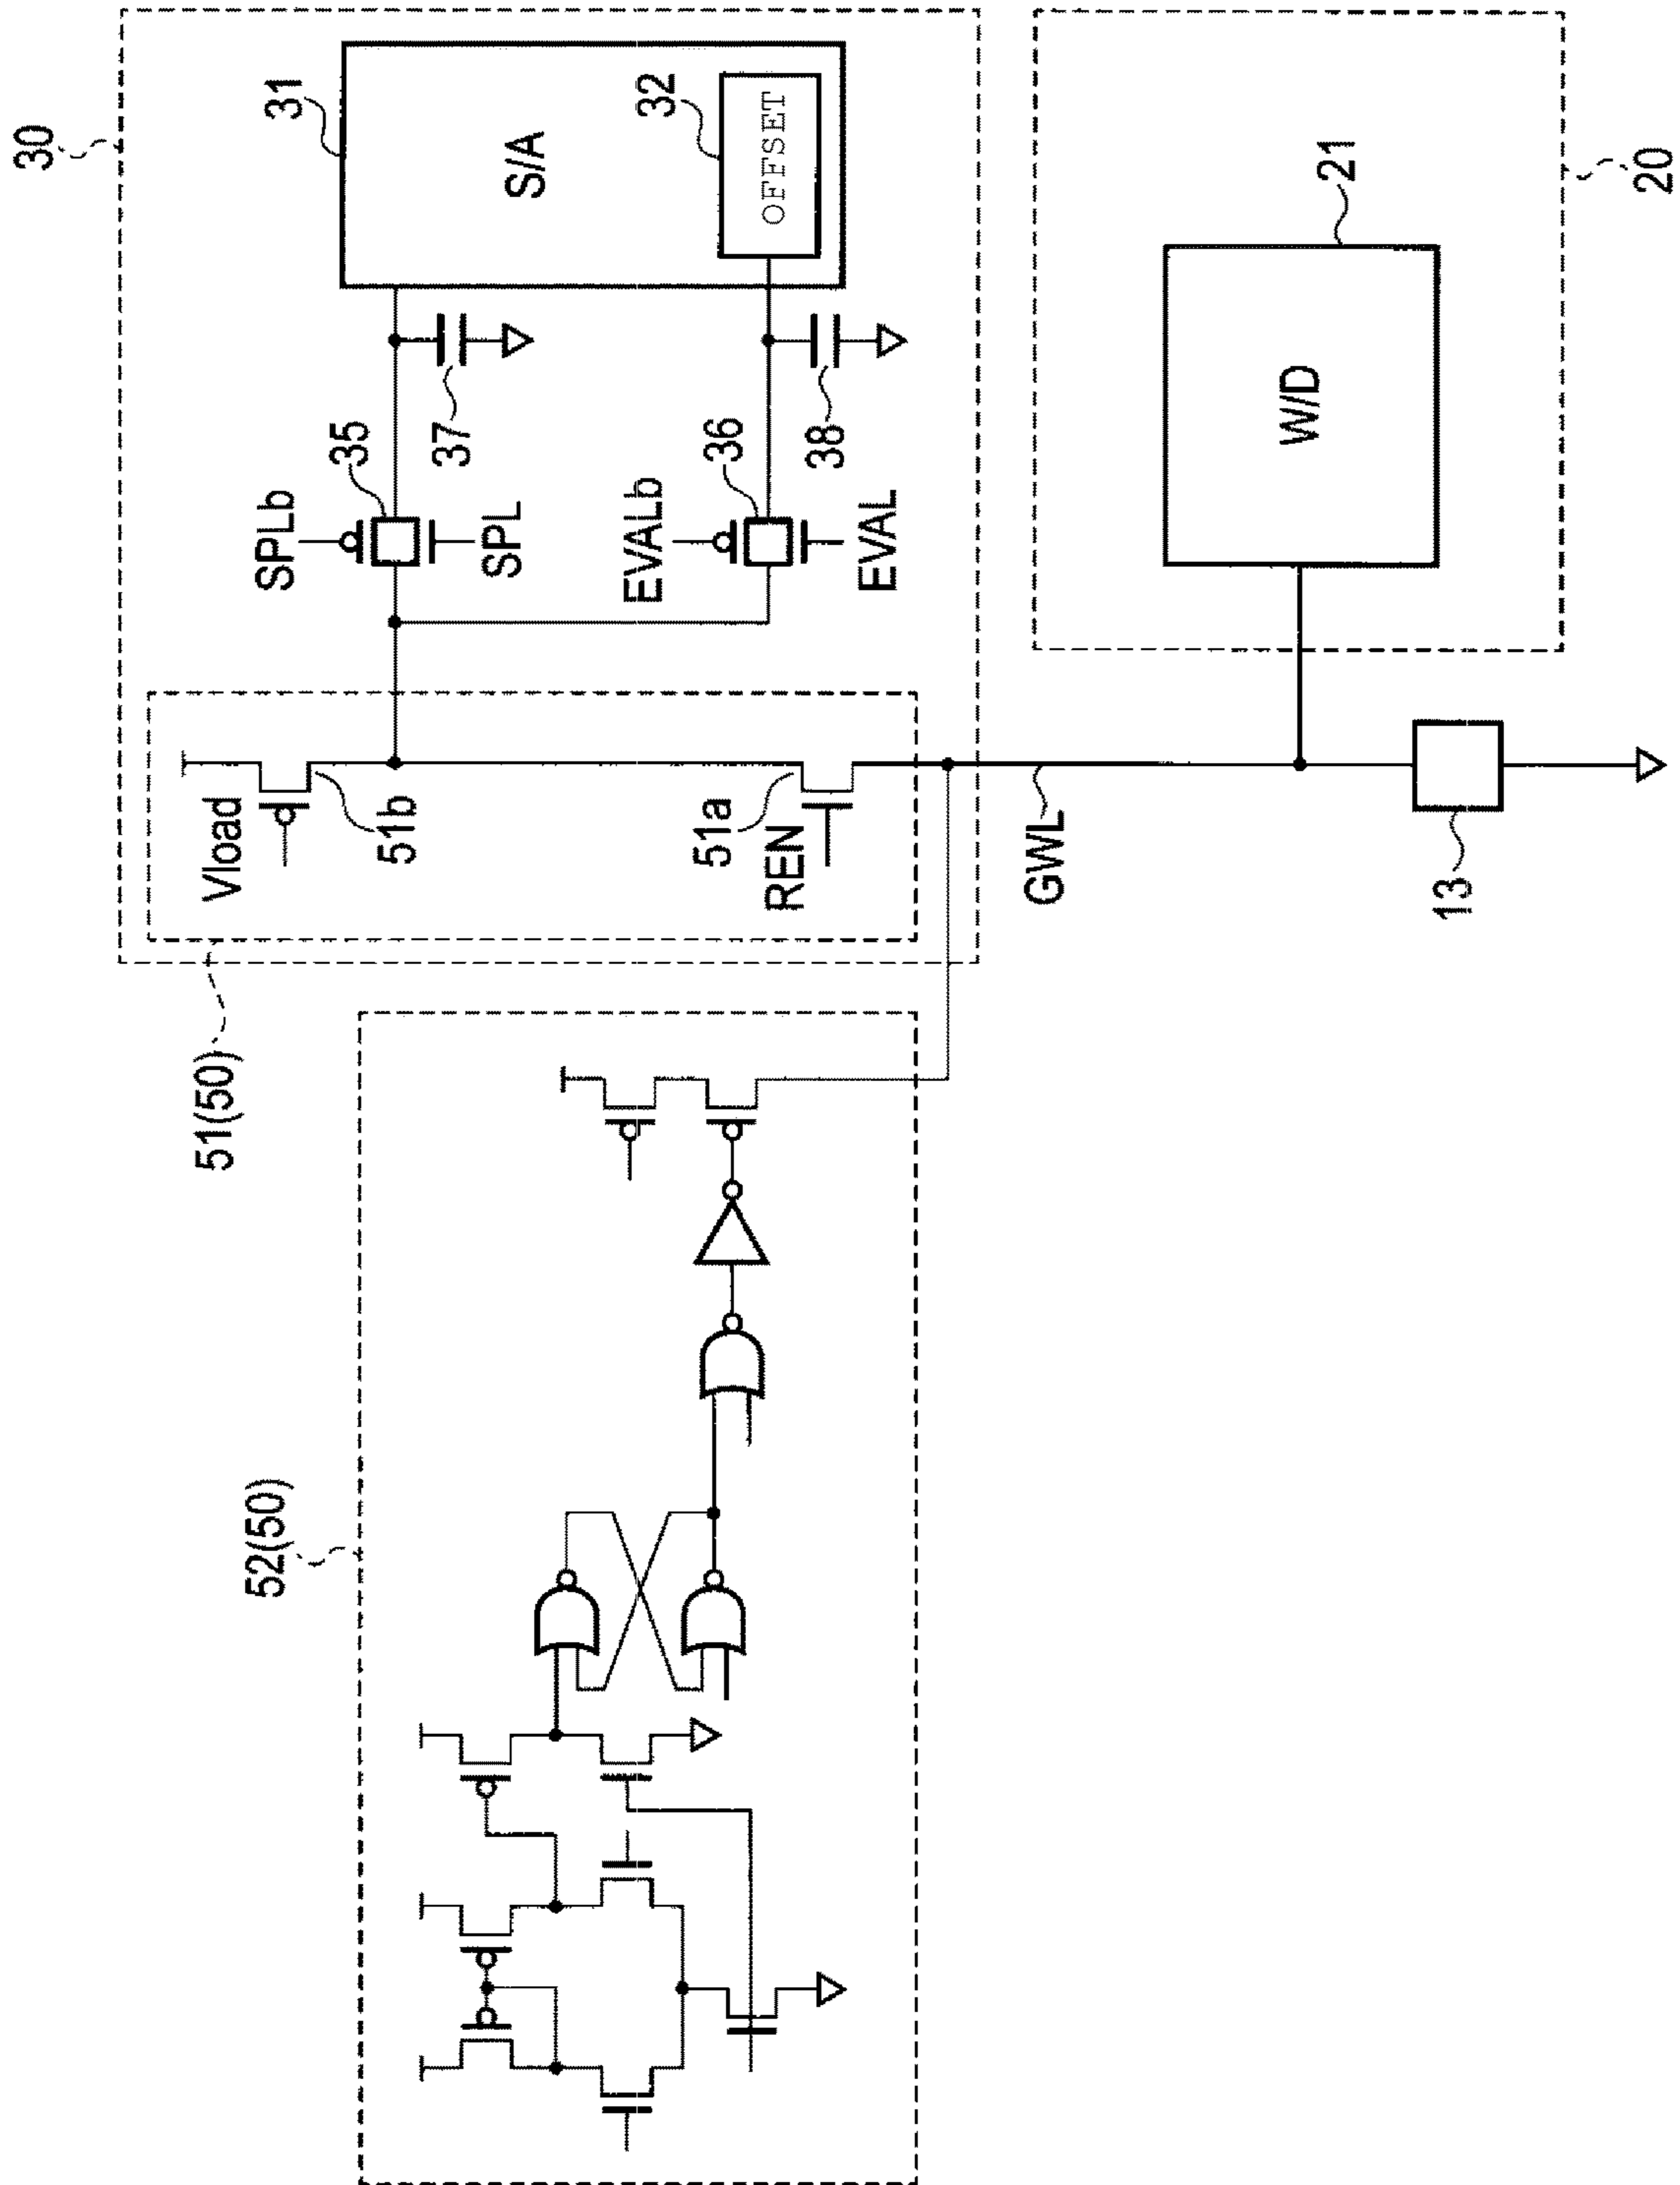 30
31
S/A
32
OFFSET
SPLb
35
SPL
37
EVALb
36
EVAL
38
Vload
51b
51a
REN
51(50)
GWL
W/D
21
20
13
52(50)